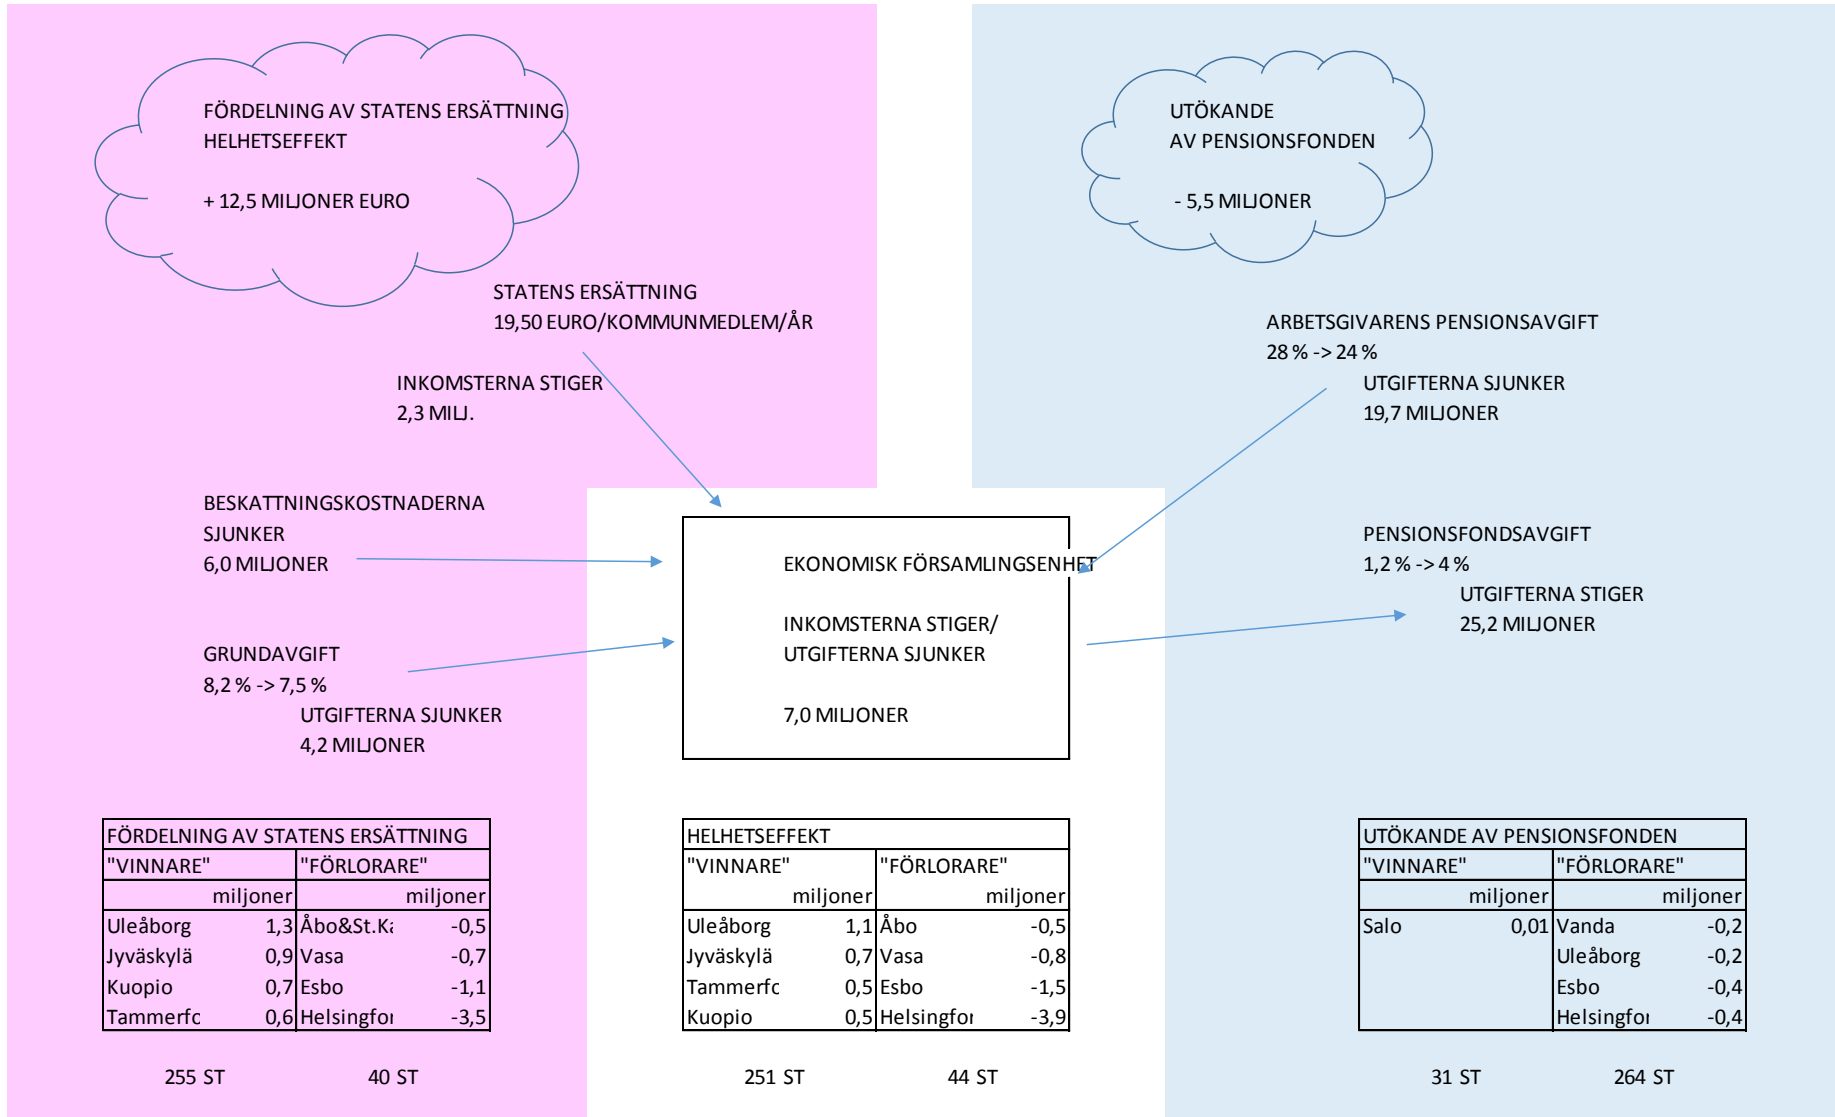 FÖRDELNING AV STATENS ERSÄTTNING
HELHETSEFFEKT
+ 12,5 MILJONER EURO
UTÖKANDE
AV PENSIONSFONDEN
- 5,5 MILJONER
STATENS ERSÄTTNING
19,50 EURO/KOMMUNMEDLEM/ÅR
INKOMSTERNA STIGER
2,3 MILJ.
ARBETSGIVARENS PENSIONSAVGIFT
28 % -> 24 %
UTGIFTERNA SJUNKER
19,7 MILJONER
BESKATTNINGSKOSTNADERNA
SJUNKER
6,0 MILJONER
EKONOMISK FÖRSAMLINGSENHET
INKOMSTERNA STIGER/
UTGIFTERNA SJUNKER
7,0 MILJONER
PENSIONSFONDSAVGIFT
1,2 % -> 4 %
UTGIFTERNA STIGER
25,2 MILJONER
GRUNDAVGIFT
8,2 % -> 7,5 %
UTGIFTERNA SJUNKER
4,2 MILJONER
FÖRDELNING AV STATENS ERSÄTTNING
"VINNARE" "FÖRLORARE"
miljoner miljoner
Uleåborg 1,3 Åbo&St.Ka -0,5
Jyväskylä 0,9 Vasa -0,7
Kuopio 0,7 Esbo -1,1
Tammerfo 0,6 Helsingfor -3,5
255 ST 40 ST
HELHETSEFFEKT
"VINNARE" "FÖRLORARE"
miljoner miljoner
Uleåborg 1,1 Åbo -0,5
Jyväskylä 0,7 Vasa -0,8
Tammerfo 0,5 Esbo -1,5
Kuopio 0,5 Helsingfor -3,9
251 ST 44 ST
UTÖKANDE AV PENSIONSFONDEN
"VINNARE" "FÖRLORARE"
miljoner miljoner
Salo 0,01 Vanda -0,2
Uleåborg -0,2
Esbo -0,4
Helsingfor -0,4
31 ST 264 ST